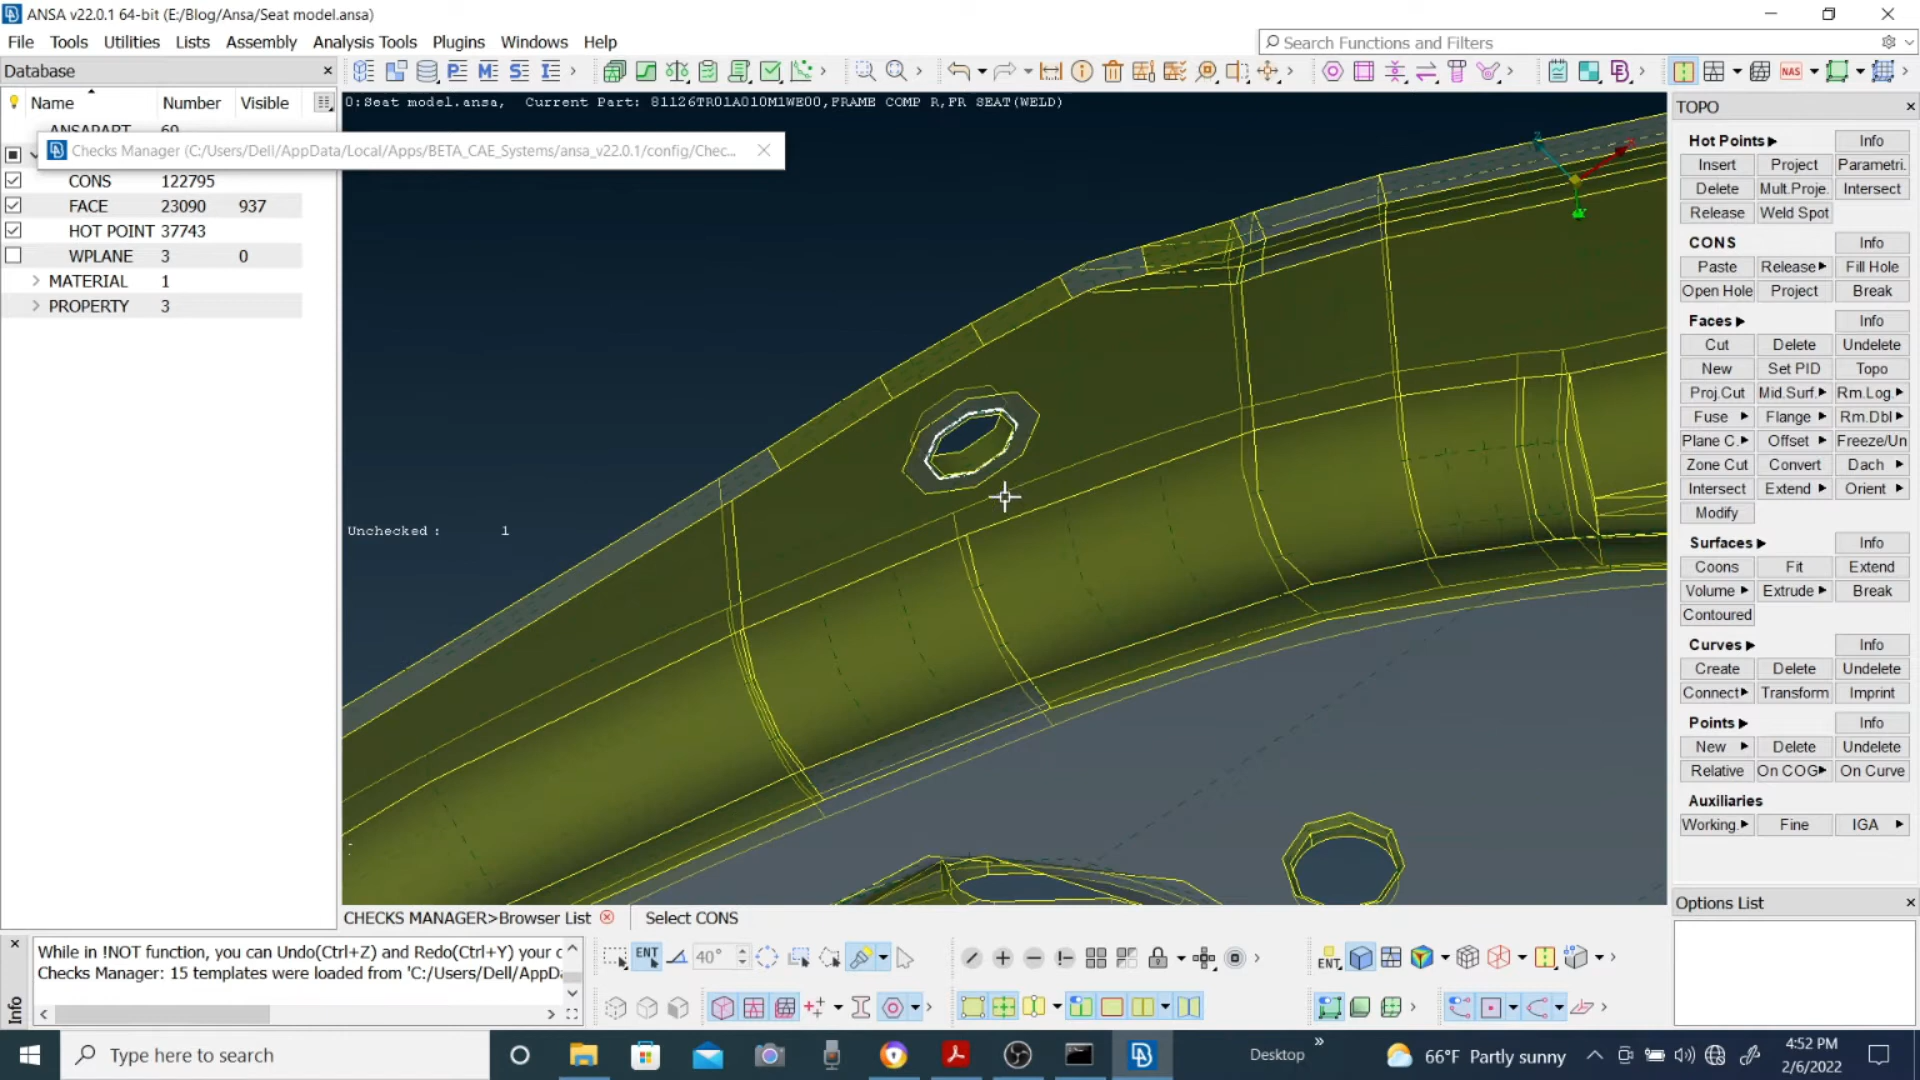 ANSA v22.0.1 64-bit (E:/Blog/Ansa/Seat model.ansa)
File Tools Utilities Lists Assembly Analysis Tools Plugins Windows Help
Search Functions and Filters
Database
NAS
Name Number Visible
0:Seat model.ansa, Current Part: 81126TR01A010M1WE00,FRAME COMP R,FR SEAT(WELD)
ANSAPART 60
Checks Manager (C:/Users/Dell/AppData/Local/Apps/BETA_CAE_Systems/ansa_v22.0.1/config/Chec...
CONS 122795
FACE 23090 937
HOT POINT 37743
WPLANE 3 0
MATERIAL 1
PROPERTY 3
Unchecked : 1
TOPO
Hot Points Info
Insert Project Parametri.
Delete Mult.Proje. Intersect
Release Weld Spot
CONS Info
Paste Release Fill Hole
Open Hole Project Break
Faces Info
Cut Delete Undelete
New Set PID Topo
Proj.Cut Mid.Surf. Rm.Log.
Fuse Flange Rm.Dbl
Plane C. Offset Freeze/Un
Zone Cut Convert Dach
Intersect Extend Orient
Modify
Surfaces Info
Coons Fit Extend
Volume Extrude Break
Contoured
Curves Info
Create Delete Undelete
Connect Transform Imprint
Points Info
New Delete Undelete
Relative On COG On Curve
Auxiliaries
Working. Fine IGA
Options List
CHECKS MANAGER>Browser List Select CONS
Info
While in !NOT function, you can Undo(Ctrl+Z) and Redo(Ctrl+Y) your c
Checks Manager: 15 templates were loaded from 'C:/Users/Dell/AppD
ENT 40° ENT
Type here to search
Desktop
66°F Partly sunny
4:52 PM
2/6/2022